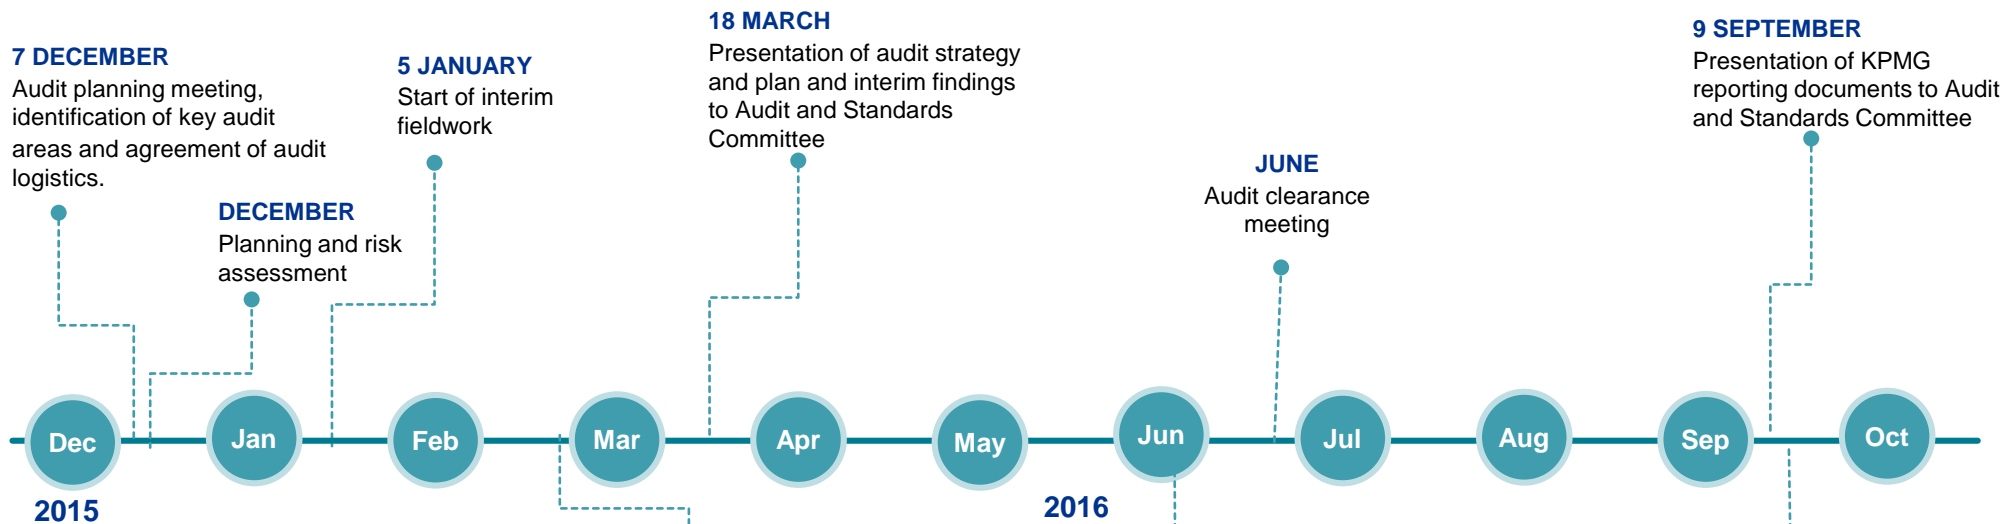 7 DECEMBER
Audit planning meeting,
identification of key audit
areas and agreement of audit
logistics.
DECEMBER
Planning and risk
assessment
5 JANUARY
Start of interim
fieldwork
18 MARCH
Presentation of audit strategy
and plan and interim findings
to Audit and Standards
Committee
JUNE
Audit clearance
meeting
9 SEPTEMBER
Presentation of KPMG
reporting documents to Audit
and Standards Committee
Dec
Jan
Feb
Mar
Apr
May
Jun
Jul
Aug
Sep
Oct
2015
2016